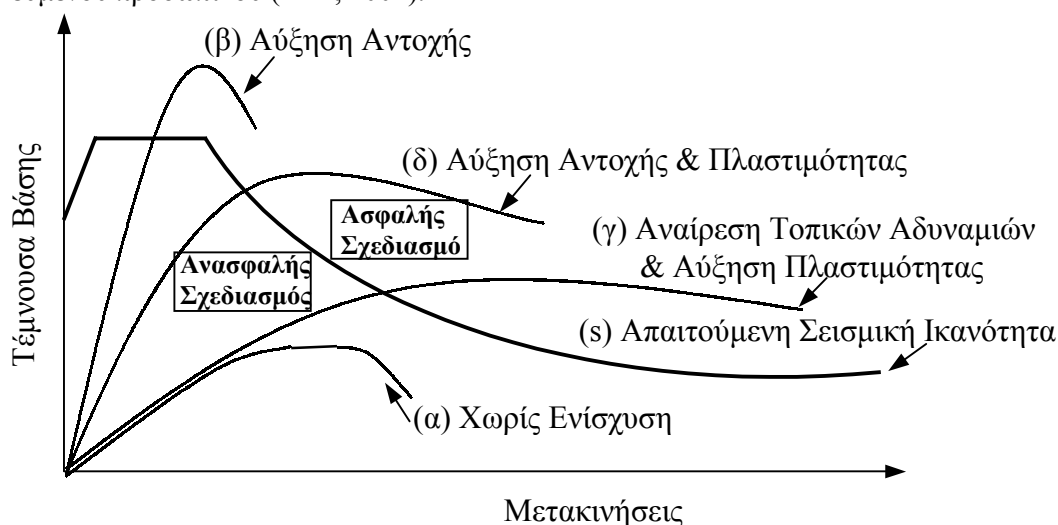 (β) Αύξηση Αντοχής
(δ) Αύξηση Αντοχής & Πλαστιμότητας
Ασφαλής
Σχεδιασμό
(γ) Αναίρεση Τοπικών Αδυναμιών
& Αύξηση Πλαστιμότητας
Ανασφαλής
Σχεδιασμός
(s) Απαιτούμενη Σεισμική Ικανότητα
(α) Χωρίς Ενίσχυση
Τέμνουσα Βάσης
Μετακινήσεις